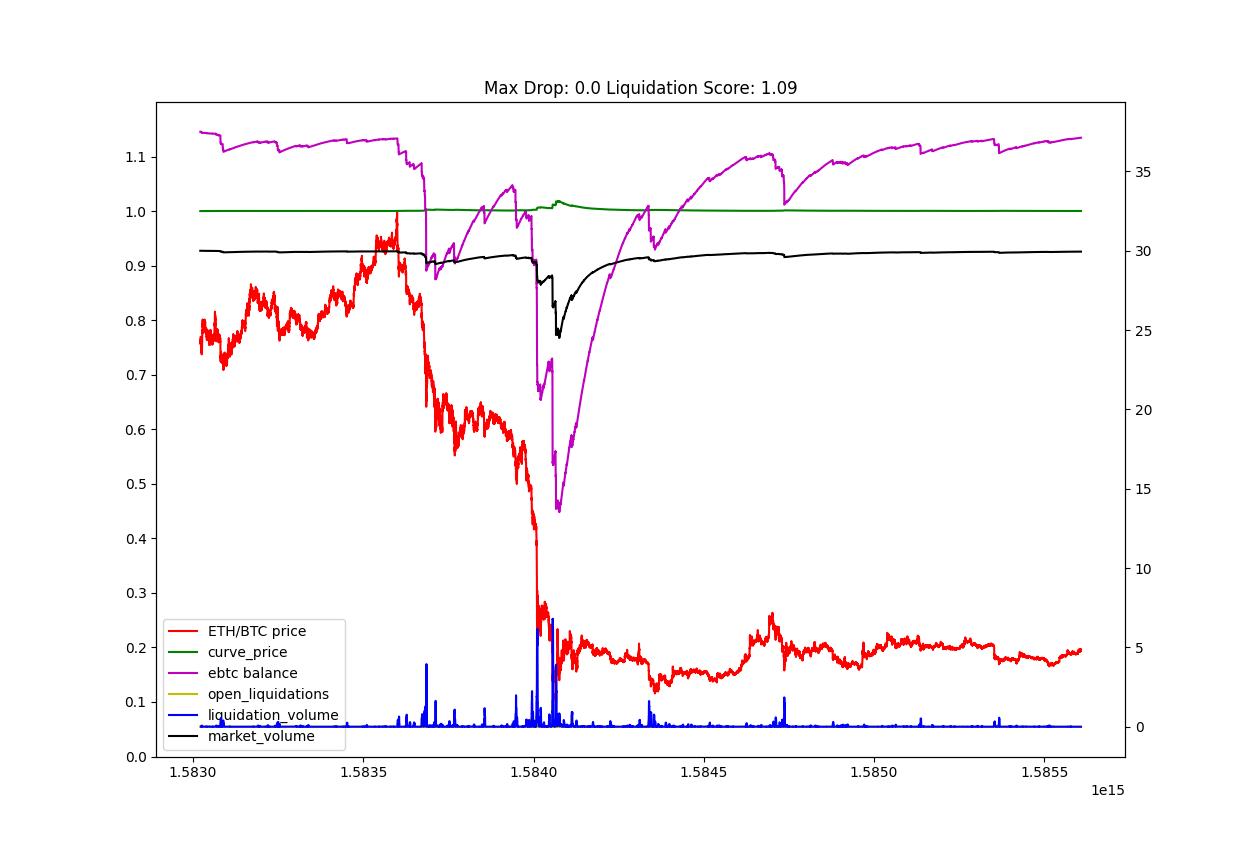 Max Drop: 0.0 Liquidation Score: 1.09
1.1
1.0
0.9
0.8
0.7
0.6
0.5
0.4
0.3
0.2
0.1
0.0
35
30
25
20
15
10
5
0
ETH/BTC price
curve_price
ebtc balance
open_liquidations
liquidation_volume
market_volume
1.5830 1.5835 1.5840 1.5845 1.5850 1.5855
1e15